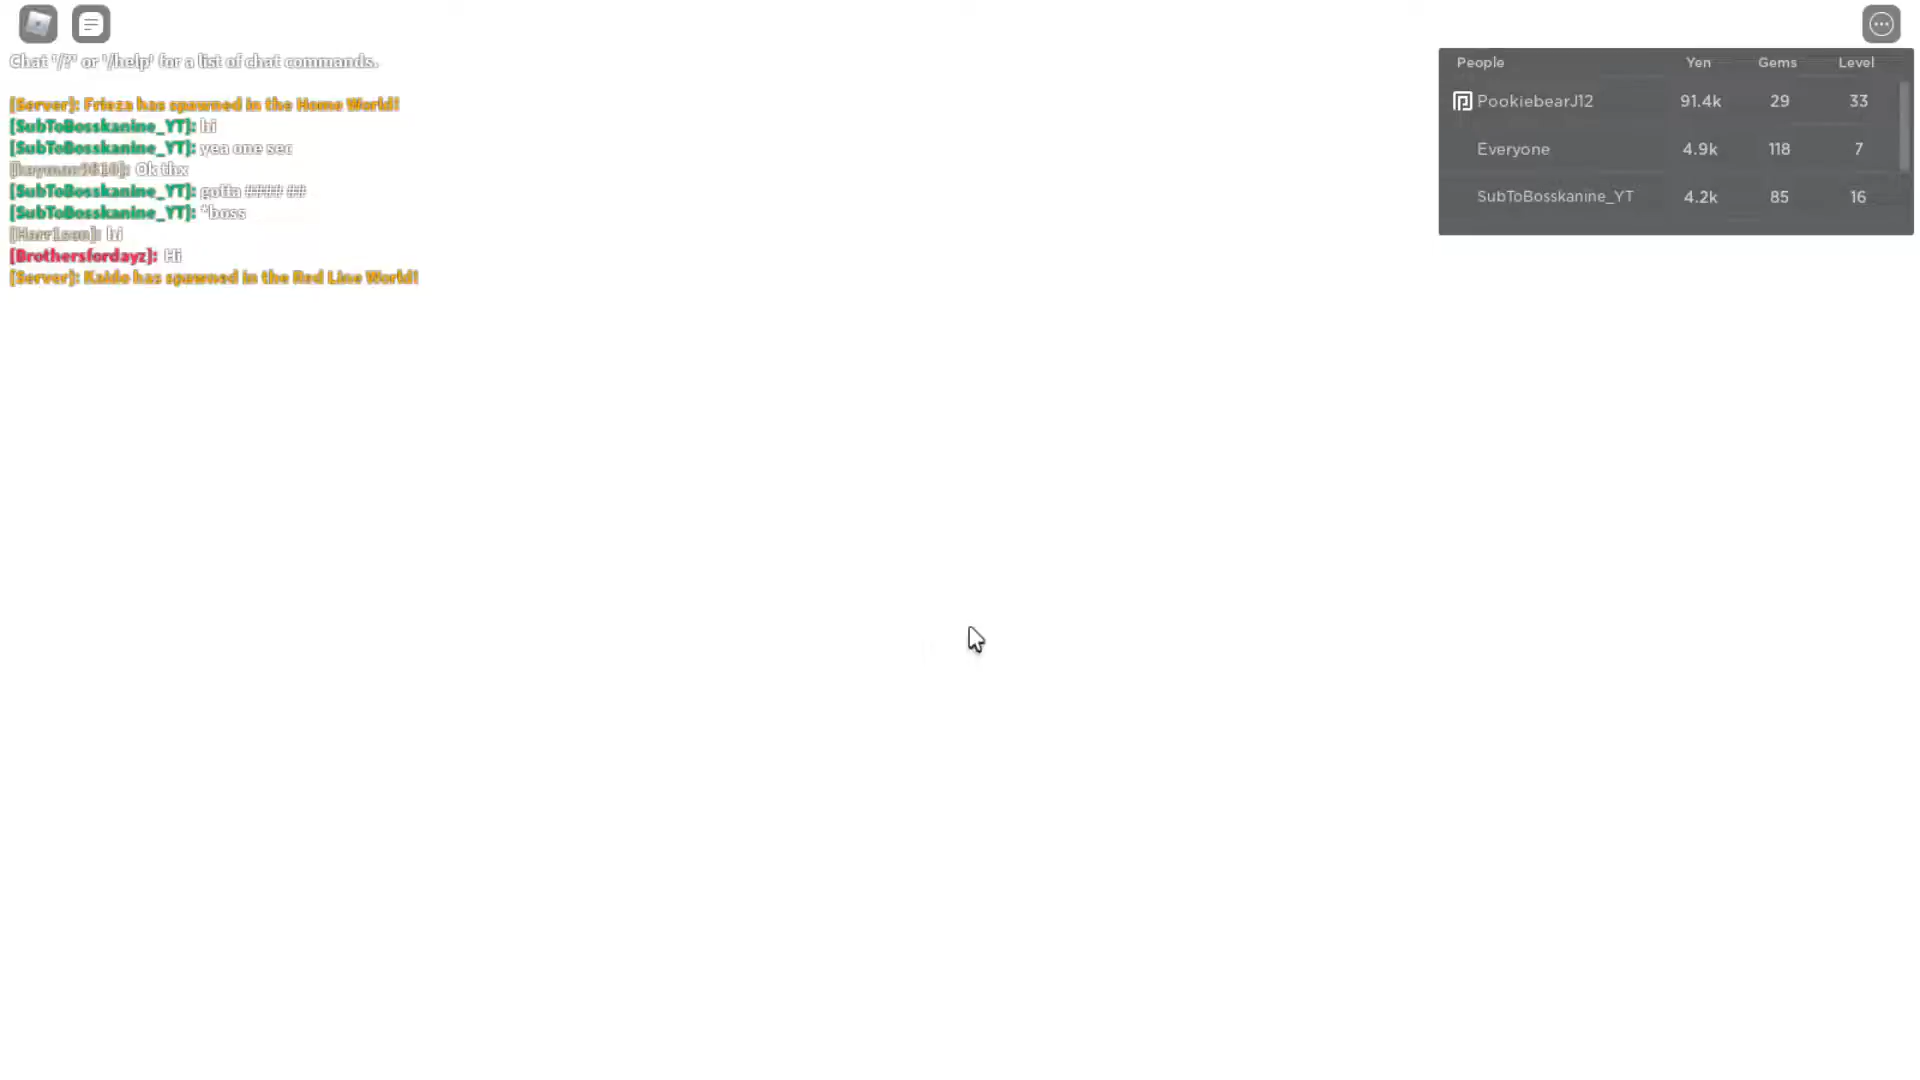 Chat '/?' or '/help' for a list of chat commands.
[Server]: Frieza has spawned in the Home World!
[SubToBosskanine_YT]: hi
[SubToBosskanine_YT]: yea one sec
Ok thx
[SubToBosskanine_YT]: gotta #### ##
[SubToBosskanine_YT]: *boss
[Harr1son]: hi
[Brothersfordayz]: Hi
[Server]: Kaido has spawned in the Red Line World!
People Yen Gems Level
PookiebearJ12 91.4k 29 33
Everyone 4.9k 118 7
SubToBosskanine_YT 4.2k 85 16